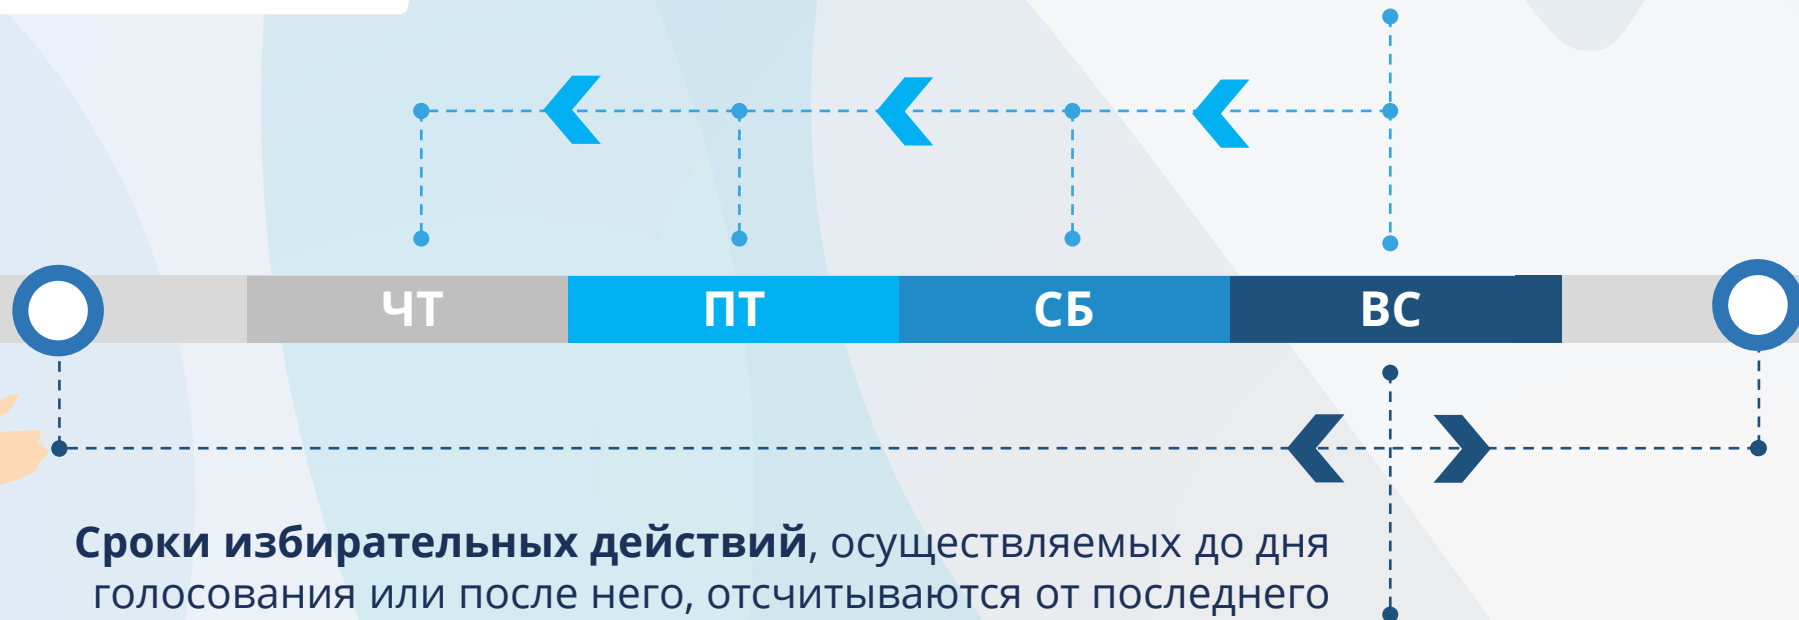 ЧТ ПТ СБ ВС
Сроки избирательных действий, осуществляемых до дня
голосования или после него, отсчитываются от последнего